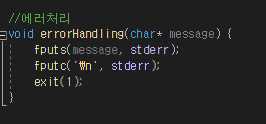 //에러처리
void errorHandling(char* message) {
fputs(message, stderr);
fputc('₩n', stderr);
exit(1);
}